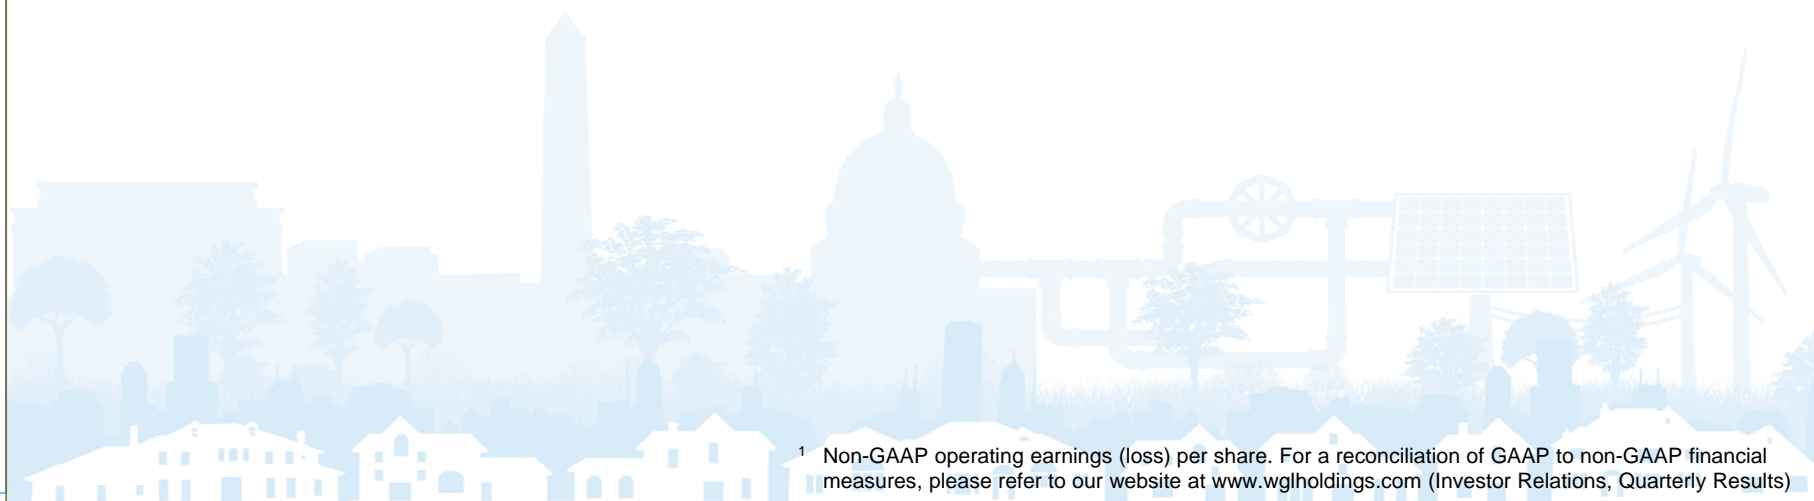 1 Non-GAAP operating earnings (loss) per share. For a reconciliation of GAAP to non-GAAP financial
measures, please refer to our website at www.wglholdings.com (Investor Relations, Quarterly Results)